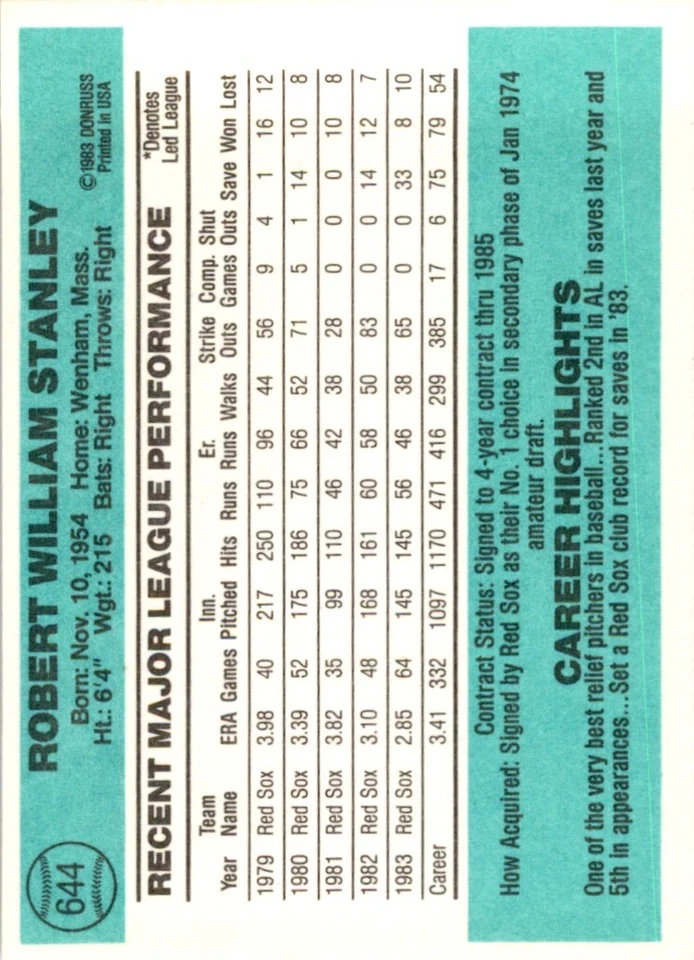 644
ROBERT WILLIAM STANLEY
Born: Nov. 10, 1954 Home: Wenham, Mass.
Ht.: 6'4" Wgt.: 215 Bats: Right Throws: Right
©1983 DONRUSS
Printed in USA
RECENT MAJOR LEAGUE PERFORMANCE
*Denotes
Led League
Team Inn. Er. Strike Comp. Shut
Year Name ERA Games Pitched Hits Runs Runs Walks Outs Games Outs Save Won Lost
1979 Red Sox 3.98 40 217 250 110 96 44 56 9 4 1 16 12
1980 Red Sox 3.39 52 175 186 75 66 52 71 5 1 14 10 8
1981 Red Sox 3.82 35 99 110 46 42 38 28 0 0 0 10 8
1982 Red Sox 3.10 48 168 161 60 58 50 83 0 0 14 12 7
1983 Red Sox 2.85 64 145 145 56 46 38 65 0 0 33 8 10
Career 3.41 332 1097 1170 471 416 299 385 17 6 75 79 54
Contract Status: Signed to 4-year contract thru 1985
How Acquired: Signed by Red Sox as their No. 1 choice in secondary phase of Jan 1974
amateur draft.
CAREER HIGHLIGHTS
One of the very best relief pitchers in baseball...Ranked 2nd in AL in saves last year and
5th in appearances...Set a Red Sox club record for saves in '83.